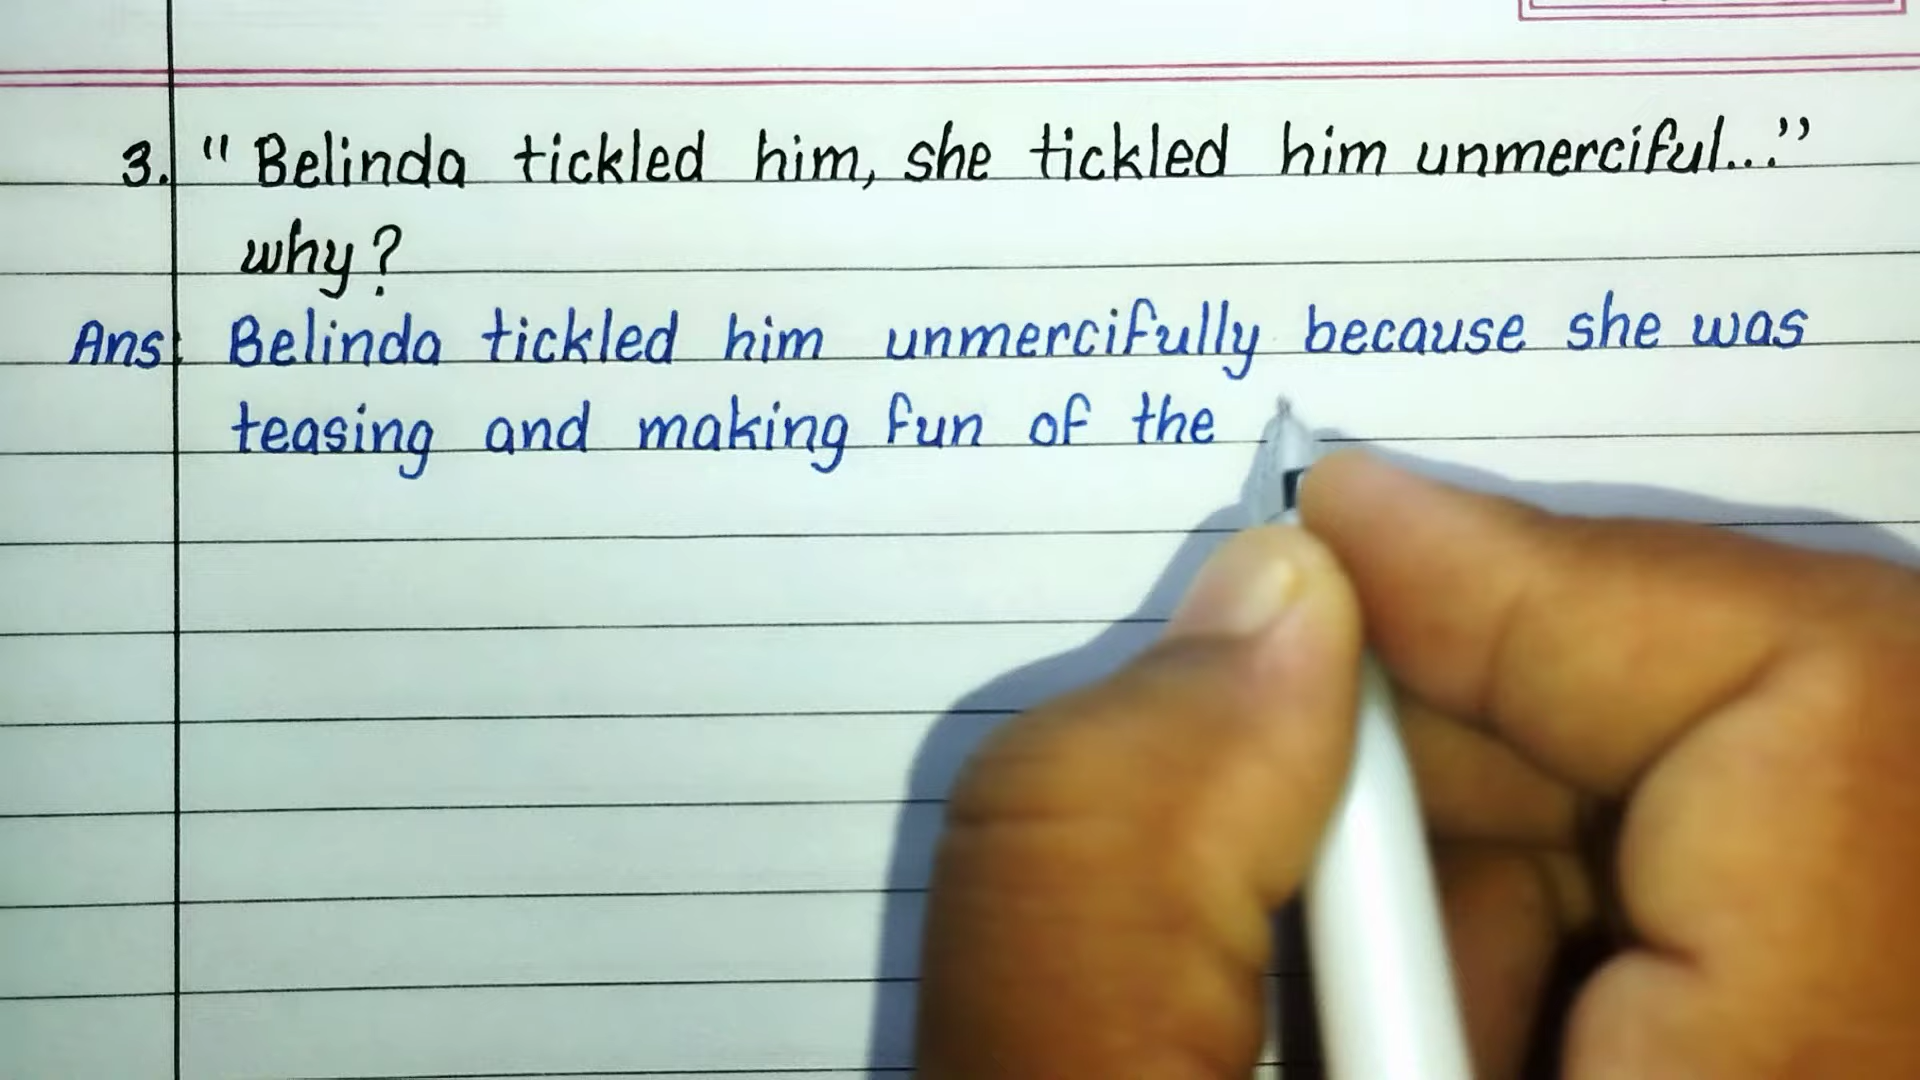 3. "Belinda tickled him, she tickled him unmerciful..."
why?
Ans: Belinda tickled him unmercifully because she was
teasing and making fun of the